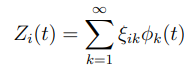 $$Z_i(t) = \sum_{k=1}^{\infty} \xi_{ik} \phi_k(t)$$